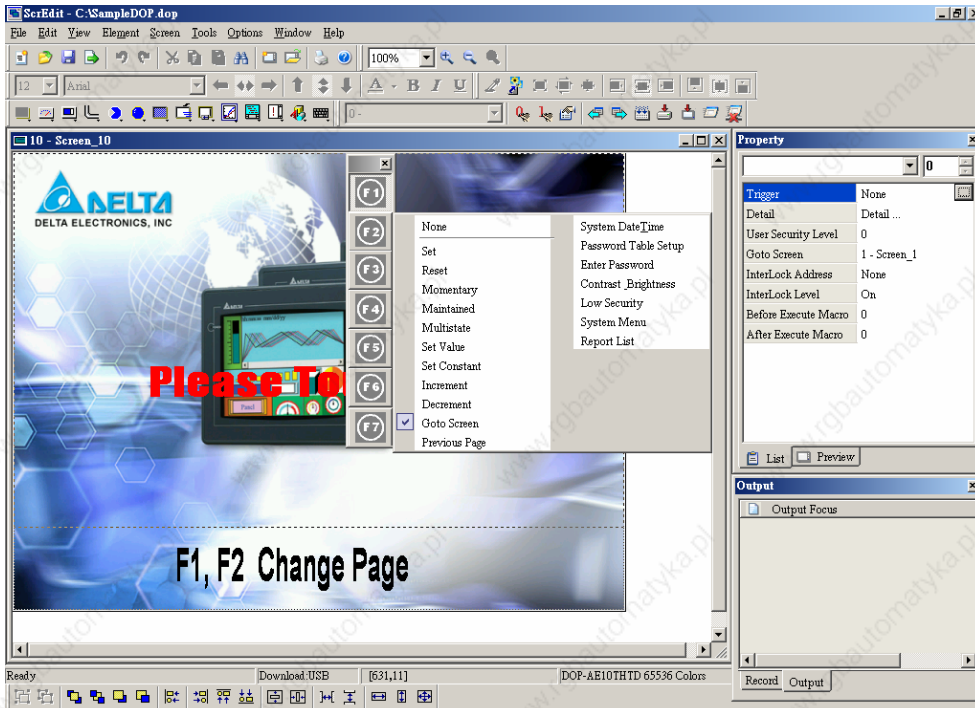 ScrEdit - C:\SampleDOP.dop
File Edit View Element Screen Tools Options Window Help
100%
12 Arial A - B I U
0 -
10 - Screen_10
DELTA
DELTA ELECTRONICS, INC
Please To
F1, F2 Change Page
F1
F2
F3
F4
F5
F6
F7
None
Set
Reset
Momentary
Maintained
Multistate
Set Value
Set Constant
Increment
Decrement
Goto Screen
Previous Page
System DateTime
Password Table Setup
Enter Password
Contrast_Brightness
Low Security
System Menu
Report List
Property
0
Trigger None ...
Detail Detail ...
User Security Level 0
Goto Screen 1 - Screen_1
InterLock Address None
InterLock Level On
Before Execute Macro 0
After Execute Macro 0
List Preview
Output
Output Focus
Record Output
Ready Download:USB [631,11] DOP-AE10THTD 65536 Colors
www.rgbautomatyka.pl